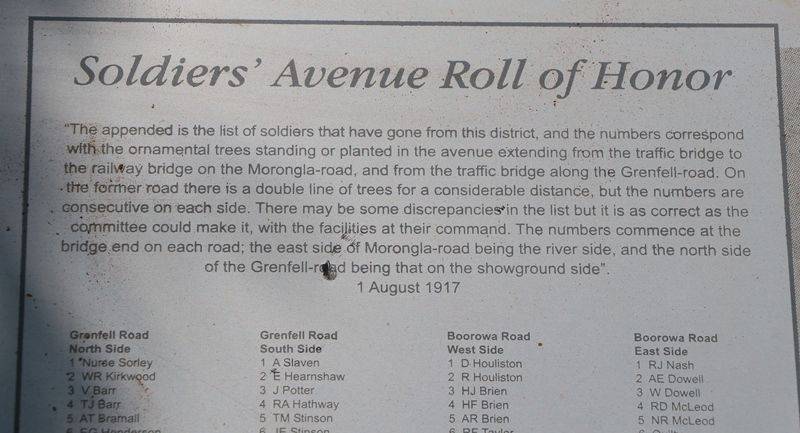 Soldiers' Avenue Roll of Honor
"The appended is the list of soldiers that have gone from this district, and the numbers correspond
with the ornamental trees standing or planted in the avenue extending from the traffic bridge to
the railway bridge on the Morongla-road, and from the traffic bridge along the Grenfell-road. On
the former road there is a double line of trees for a considerable distance, but the numbers are
consecutive on each side. There may be some discrepancies in the list but it is as correct as the
committee could make it, with the facilities at their command. The numbers commence at the
bridge end on each road; the east side of Morongla-road being the river side, and the north side
of the Grenfell-road being that on the showground side".
1 August 1917
Grenfell Road
North Side
1 Nurse Sorley
2 WR Kirkwood
3 V Barr
4 TJ Barr
5 AT Bramall
6 SG Henderson
Grenfell Road
South Side
1 A Slaven
2 E Hearnshaw
3 J Potter
4 RA Hathway
5 TM Stinson
6 JE Stinson
Boorowa Road
West Side
1 D Houliston
2 R Houliston
3 HJ Brien
4 HF Brien
5 AR Brien
6 Taylor
Boorowa Road
East Side
1 RJ Nash
2 AE Dowell
3 W Dowell
4 RD McLeod
5 NR McLeod
6